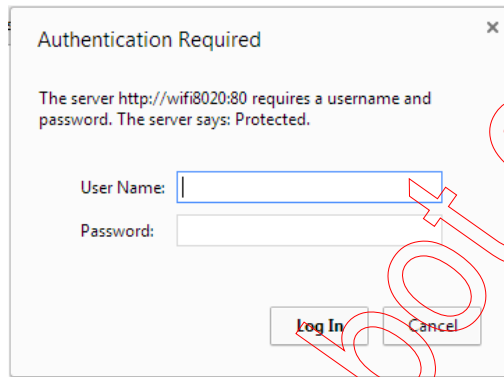 Authentication Required
The server http://wifi8020:80 requires a username and
password. The server says: Protected.
User Name:
Password:
Log In
Cancel